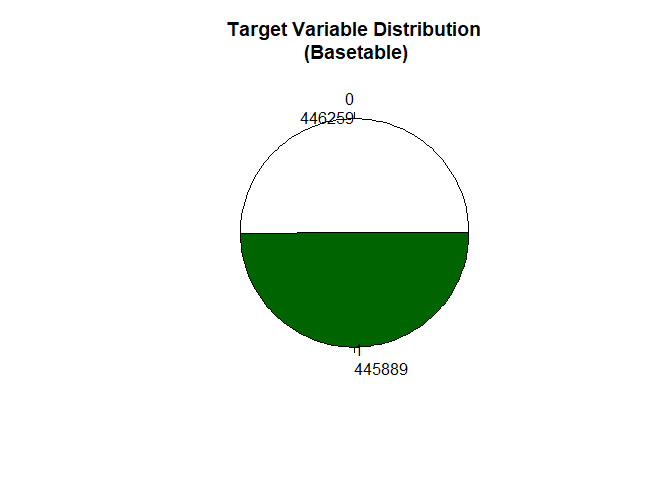 Target Variable Distribution
(Basetable)
0
446259
1
445889